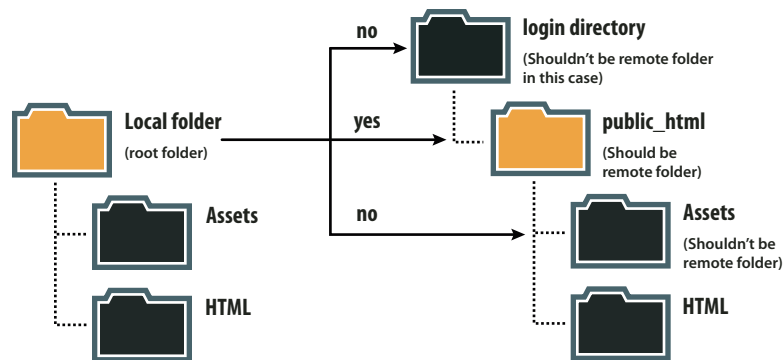 no
login directory
(Shouldn't be remote folder
in this case)
Local folder
(root folder)
yes
public_html
(Should be
remote folder)
Assets
no
Assets
(Shouldn't be
remote folder)
HTML
HTML